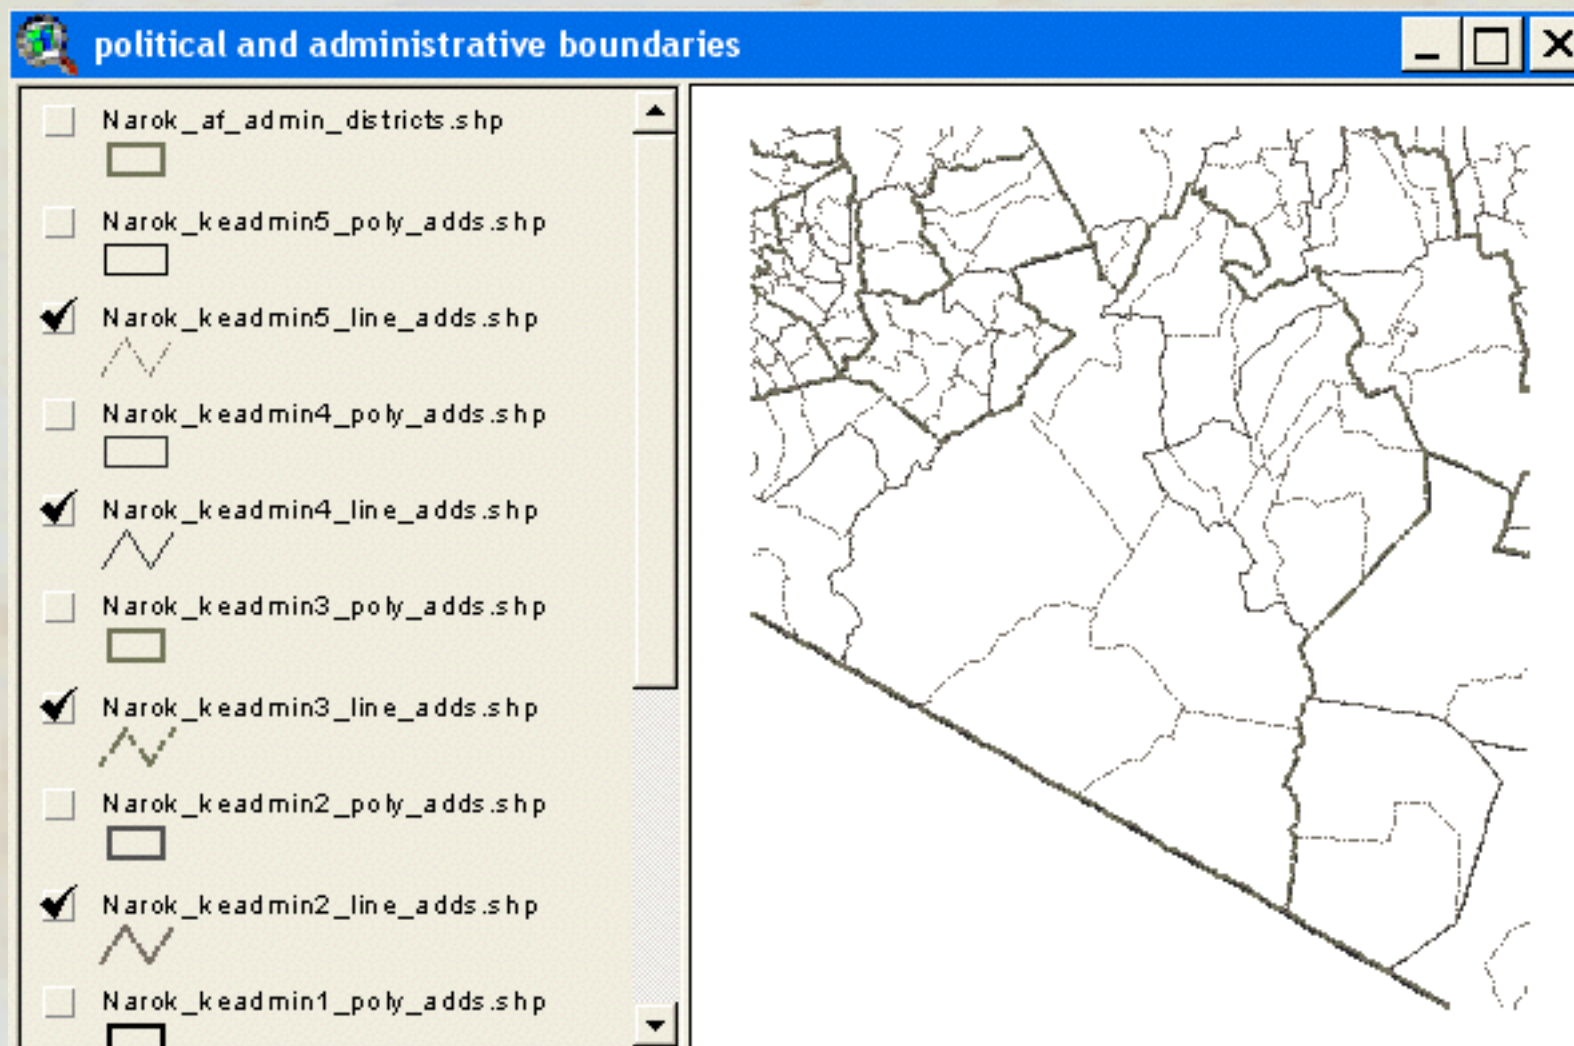 political and administrative boundaries
Narok_af_admin_districts.shp
Narok_keadmin5_poly_adds.shp
Narok_keadmin5_line_adds.shp
Narok_keadmin4_poly_adds.shp
Narok_keadmin4_line_adds.shp
Narok_keadmin3_poly_adds.shp
Narok_keadmin3_line_adds.shp
Narok_keadmin2_poly_adds.shp
Narok_keadmin2_line_adds.shp
Narok_keadmin1_poly_adds.shp